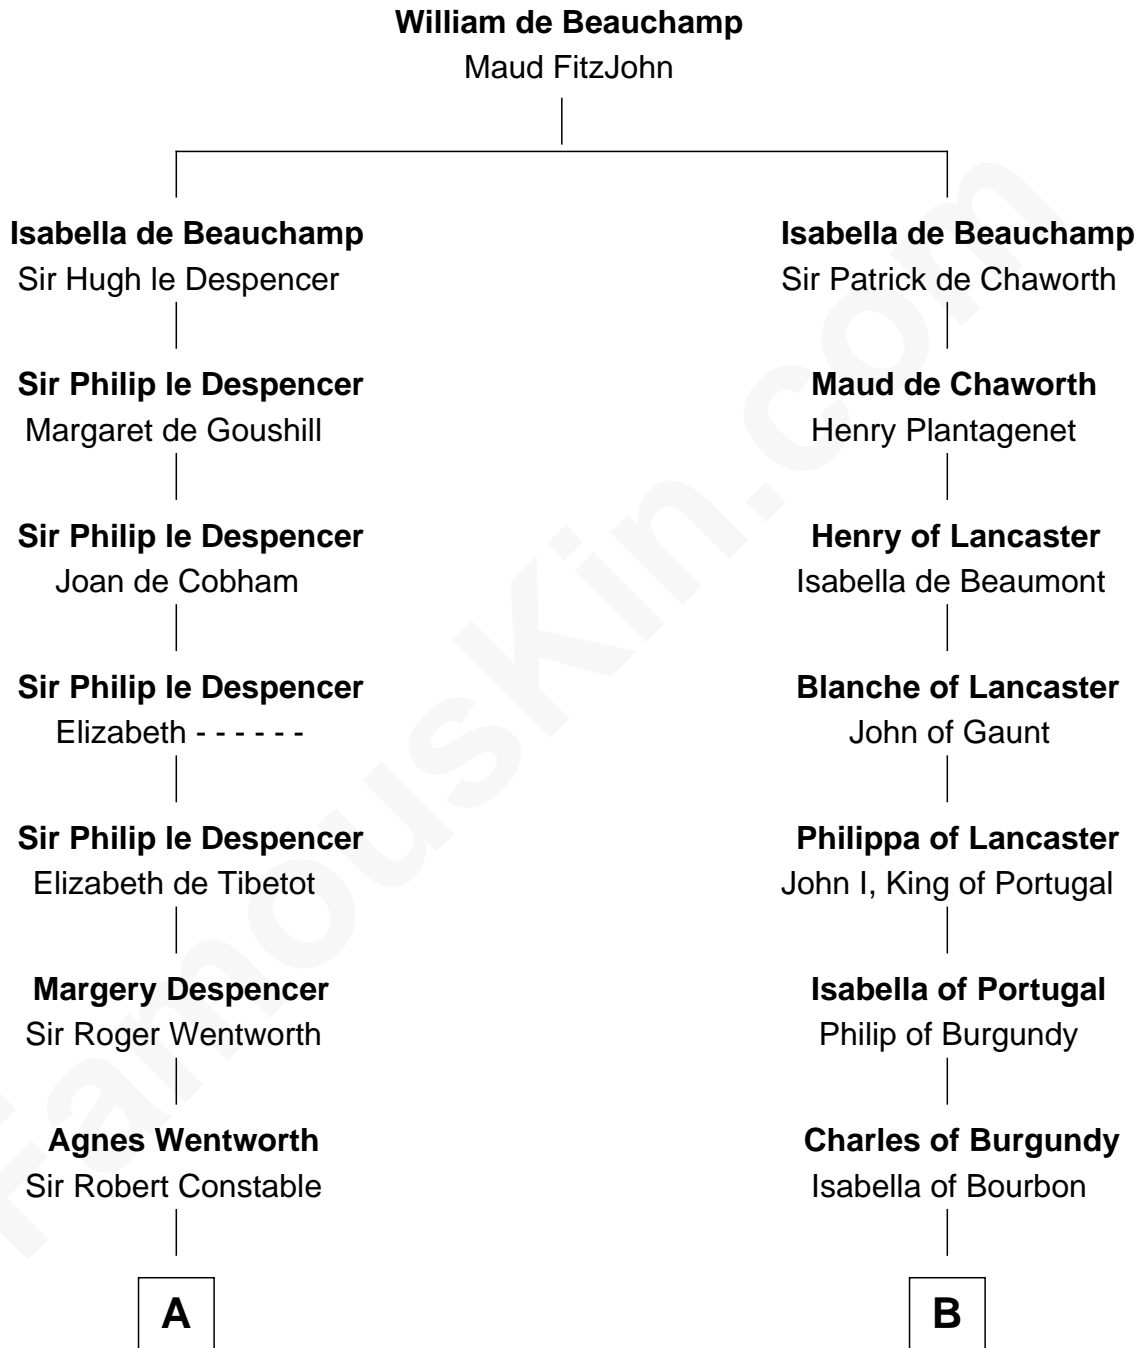 William de Beauchamp
Maud FitzJohn
Isabella de Beauchamp
Sir Hugh le Despencer
Sir Philip le Despencer
Margaret de Goushill
Sir Philip le Despencer
Joan de Cobham
Sir Philip le Despencer
Elizabeth - - - - - -
Sir Philip le Despencer
Elizabeth de Tibetot
Margery Despencer
Sir Roger Wentworth
Agnes Wentworth
Sir Robert Constable
A
Isabella de Beauchamp
Sir Patrick de Chaworth
Maud de Chaworth
Henry Plantagenet
Henry of Lancaster
Isabella de Beaumont
Blanche of Lancaster
John of Gaunt
Philippa of Lancaster
John I, King of Portugal
Isabella of Portugal
Philip of Burgundy
Charles of Burgundy
Isabella of Bourbon
B
FamousKin.com